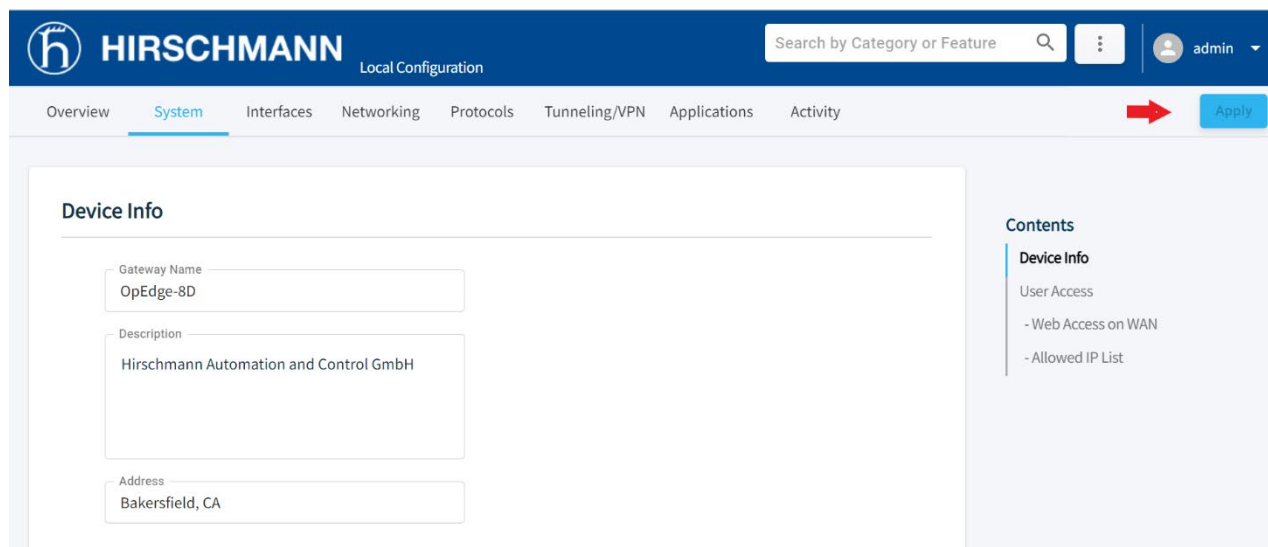 HIRSCHMANN
Local Configuration
Search by Category or Feature
admin
Overview System Interfaces Networking Protocols Tunneling/VPN Applications Activity Apply
Device Info
Gateway Name
OpEdge-8D
Description
Hirschmann Automation and Control GmbH
Address
Bakersfield, CA
Contents
Device Info
User Access
- Web Access on WAN
- Allowed IP List